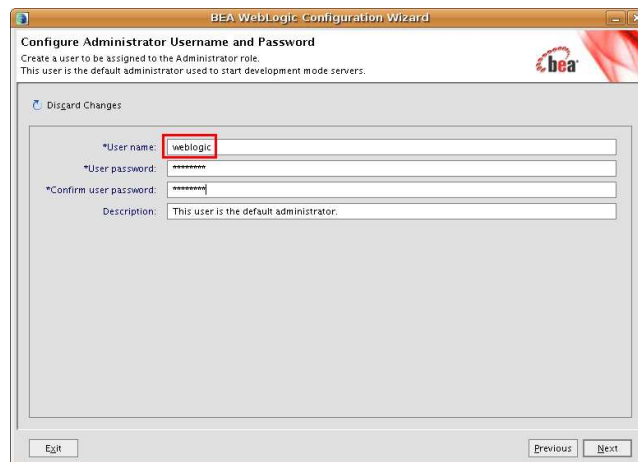 BEA WebLogic Configuration Wizard
Configure Administrator Username and Password
Create a user to be assigned to the Administrator role.
This user is the default administrator used to start development mode servers.
bea
Discard Changes
*User name: weblogic
*User password: ********
*Confirm user password: ********
Description: This user is the default administrator.
Exit Previous Next